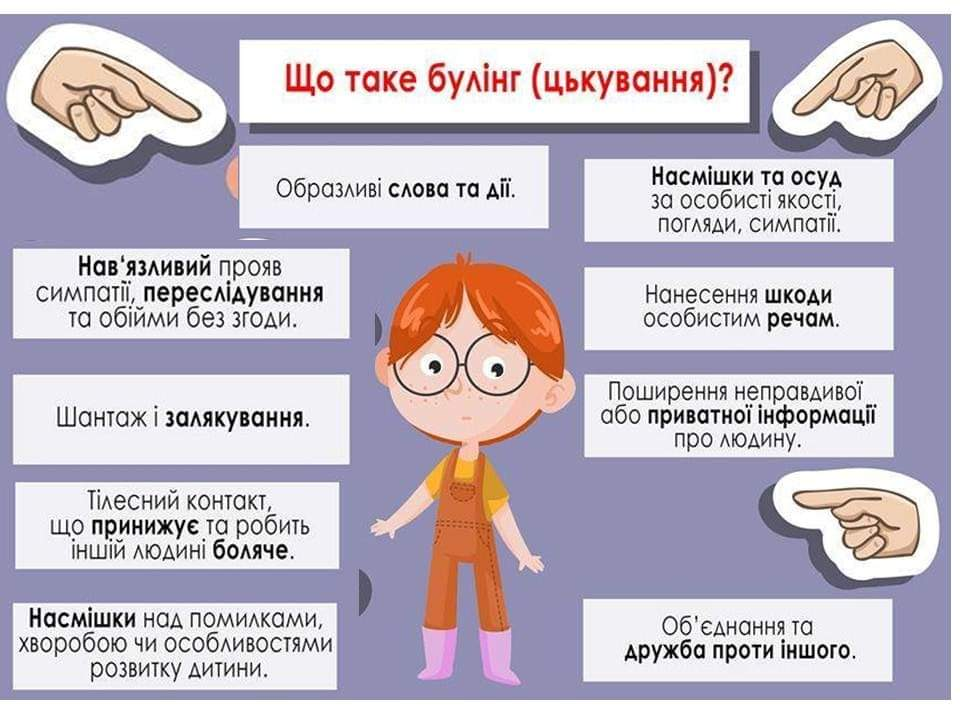 Що таке булінг (цькування)?
Образливі слова та дії.
Насмішки та осуд
за особисті якості,
погляди, симпатії.
Нав‘язливий прояв
симпатії, переслідування
та обійми без згоди.
Нанесення шкоди
особистим речам.
Шантаж і залякування.
Поширення неправдивої
або приватної інформації
про людину.
Тілесний контакт,
що принижує та робить
іншій людині боляче.
Насмішки над помилками,
хворобою чи особливостями
розвитку дитини.
Об’єднання та
дружба проти іншого.